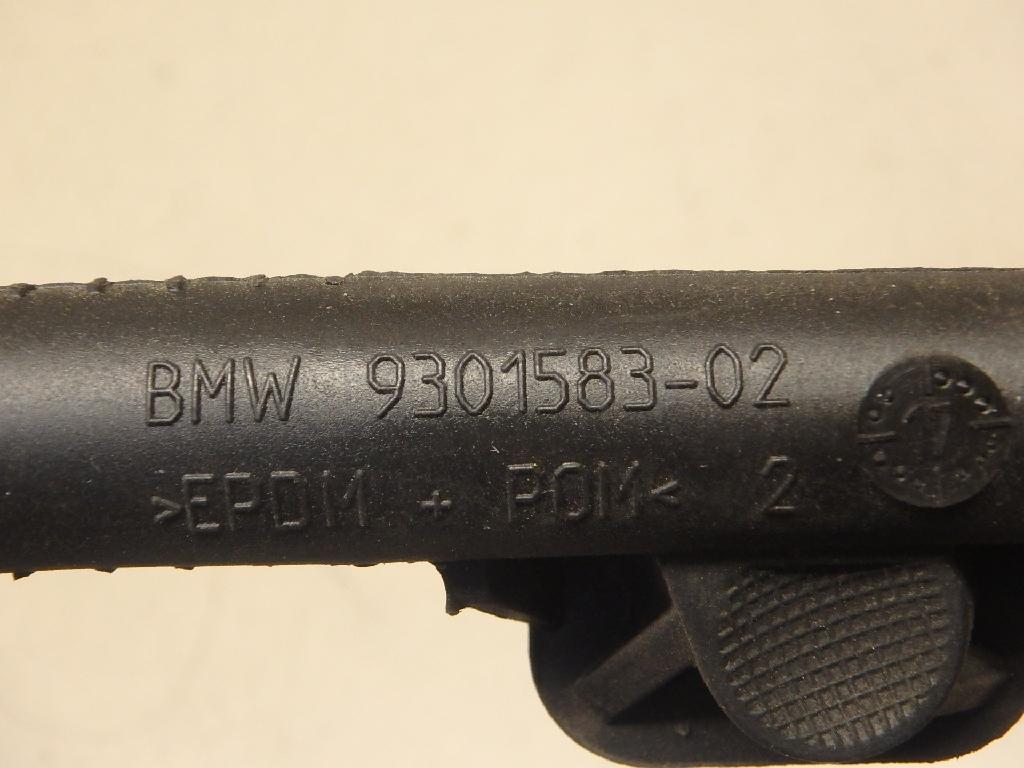 BMW 9301583-02
>EPDM + POM< 2